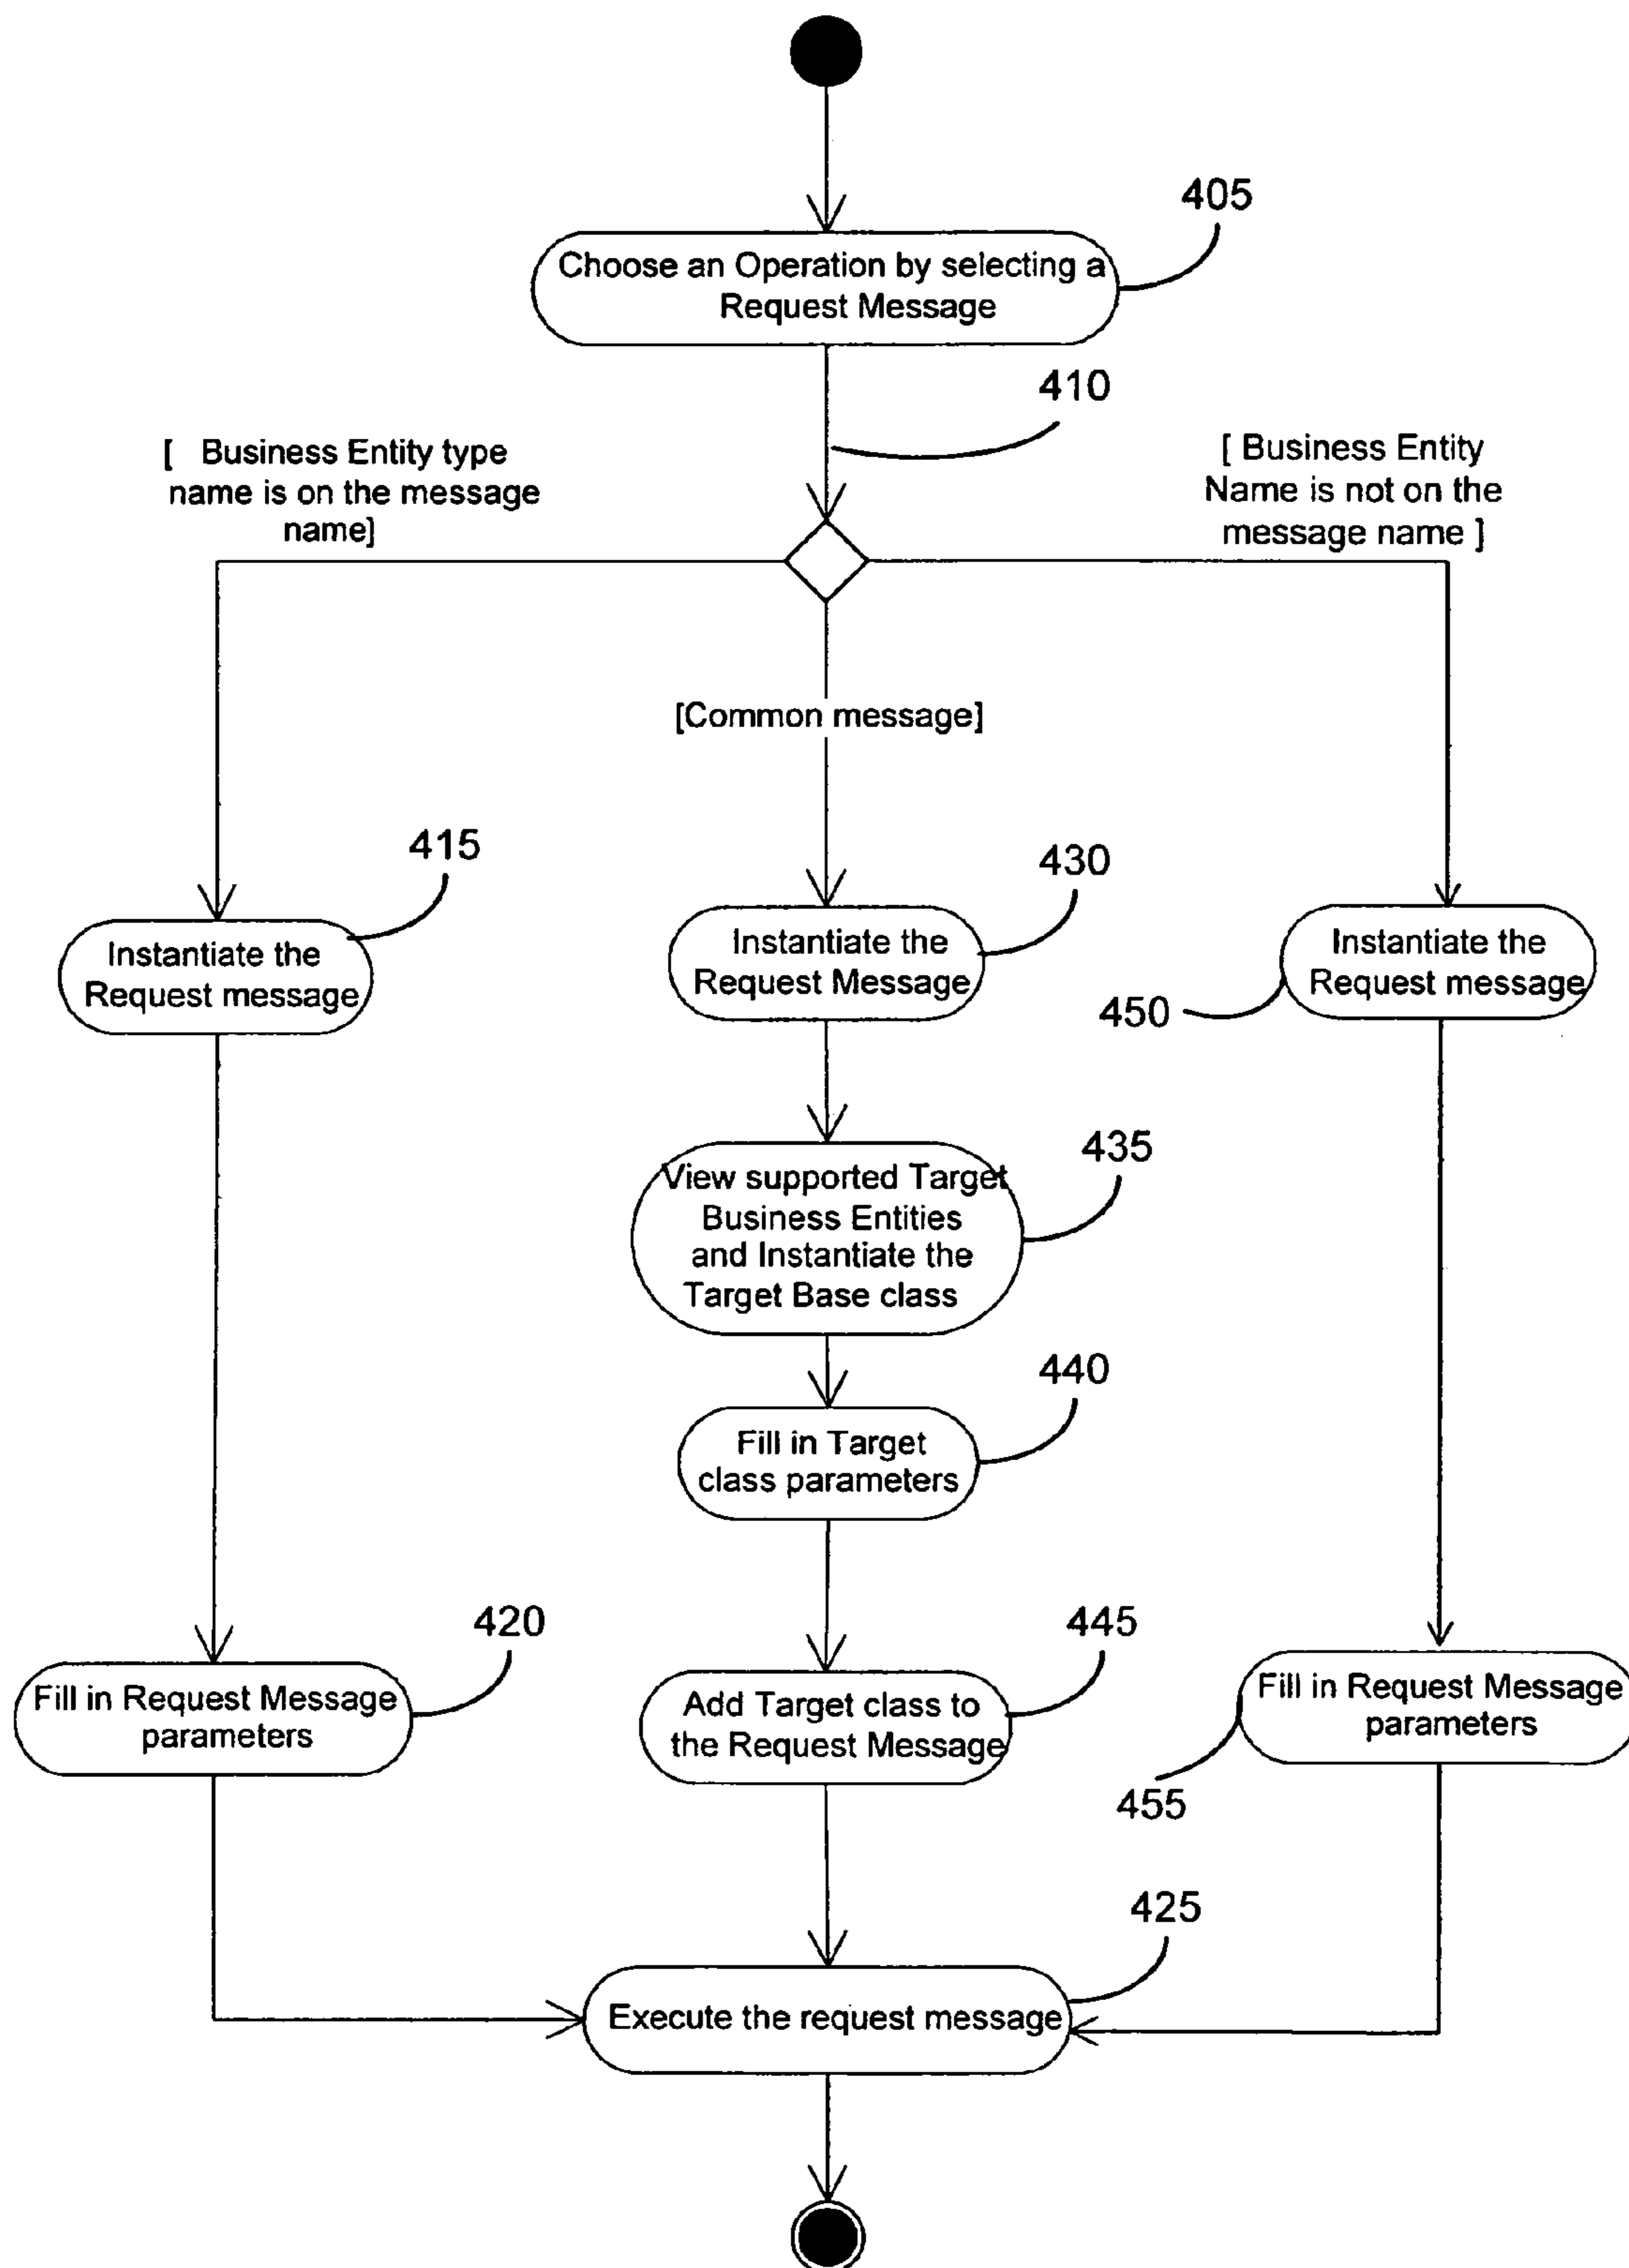 405
Choose an Operation by selecting a
Request Message
410
[ Business Entity type
name is on the message
name]
[ Business Entity
Name is not on the
message name ]
[Common message]
415
430
Instantiate the
Request message
Instantiate the
Request Message
Instantiate the
Request message
450
435
View supported Target
Business Entities
and Instantiate the
Target Base class
440
Fill in Target
class parameters
420
445
Fill in Request Message
parameters
Add Target class to
the Request Message
Fill in Request Message
parameters
455
425
Execute the request message